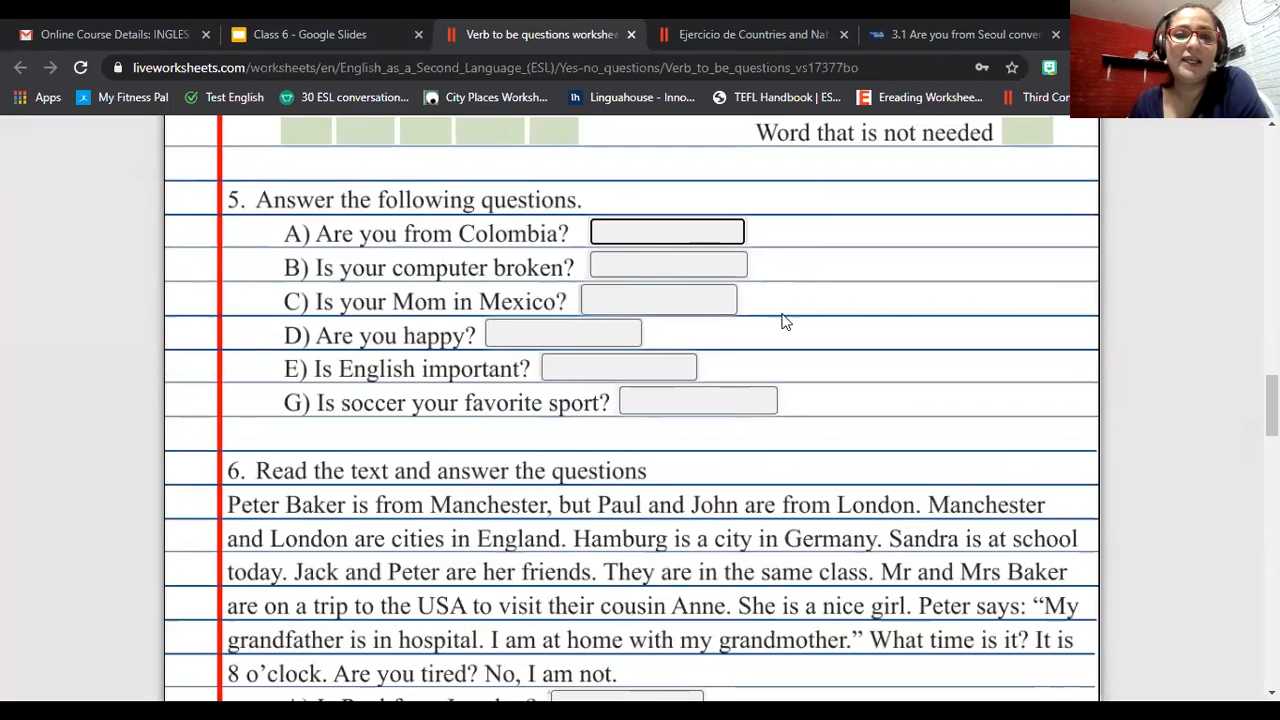 Online Course Details: INGLES
Class 6 - Google Slides
Verb to be questions workshee
Ejercicio de Countries and Nat
3.1 Are you from Seoul conver
liveworksheets.com/worksheets/en/English_as_a_Second_Language_(ESL)/Yes_no_questions/Verb_to_be_questions_vs17377bo
Apps
My Fitness Pal
Test English
30 ESL conversation...
City Places Worksh...
Linguahouse - Inno...
TEFL Handbook | ES...
Ereading Workshee...
Third Con
Word that is not needed
5. Answer the following questions.
A) Are you from Colombia?
B) Is your computer broken?
C) Is your Mom in Mexico?
D) Are you happy?
E) Is English important?
G) Is soccer your favorite sport?
6. Read the text and answer the questions
Peter Baker is from Manchester, but Paul and John are from London. Manchester
and London are cities in England. Hamburg is a city in Germany. Sandra is at school
today. Jack and Peter are her friends. They are in the same class. Mr and Mrs Baker
are on a trip to the USA to visit their cousin Anne. She is a nice girl. Peter says: “My
grandfather is in hospital. I am at home with my grandmother.” What time is it? It is
8 o’clock. Are you tired? No, I am not.